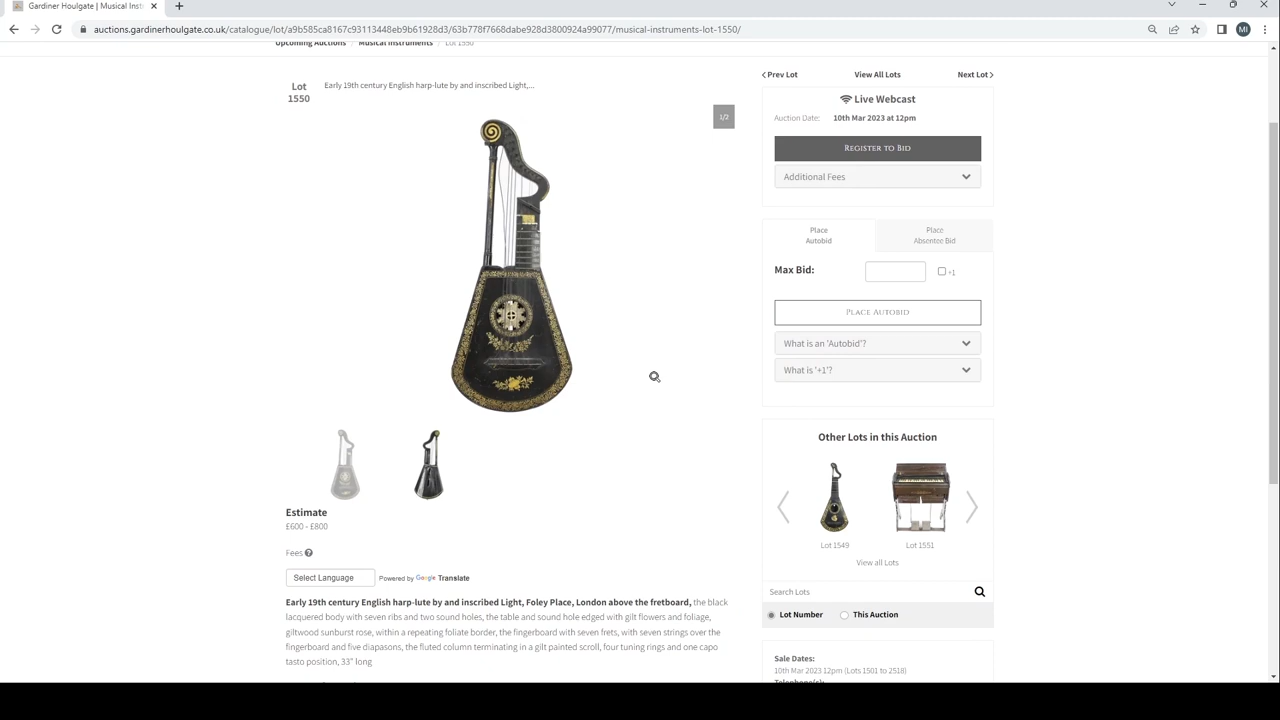 Gardiner Houlgate | Musical Inst
auctions.gardinerhoulgate.co.uk/catalogue/lot/a9b585ca8167c93113448eb9b61928d3/63b778f7668dabe928d3800924a99077/musical-instruments-lot-1550/
MI
Upcoming Auctions Musical Instruments Lot 1550
Lot 1550
Early 19th century English harp-lute by and inscribed Light,...
1/2
Estimate
£600 - £800
Fees
Select Language Powered by Google Translate
Early 19th century English harp-lute by and inscribed Light, Foley Place, London above the fretboard, the black
lacquered body with seven ribs and two sound holes, the table and sound hole edged with gilt flowers and foliage,
giltwood sunburst rose, within a repeating foliate border, the fingerboard with seven frets, with seven strings over the
fingerboard and five diapasons, the fluted column terminating in a gilt painted scroll, four tuning rings and one capo
tasto position, 33" long
Prev Lot View All Lots Next Lot
Live Webcast
Auction Date: 10th Mar 2023 at 12pm
Register to Bid
Additional Fees
Place Autobid
Place Absentee Bid
Max Bid: +1
Place Autobid
What is an 'Autobid'?
What is '+1'?
Other Lots in this Auction
Lot 1549 Lot 1551
View all Lots
Search Lots
Lot Number This Auction
Sale Dates:
10th Mar 2023 12pm (Lots 1501 to 2518)